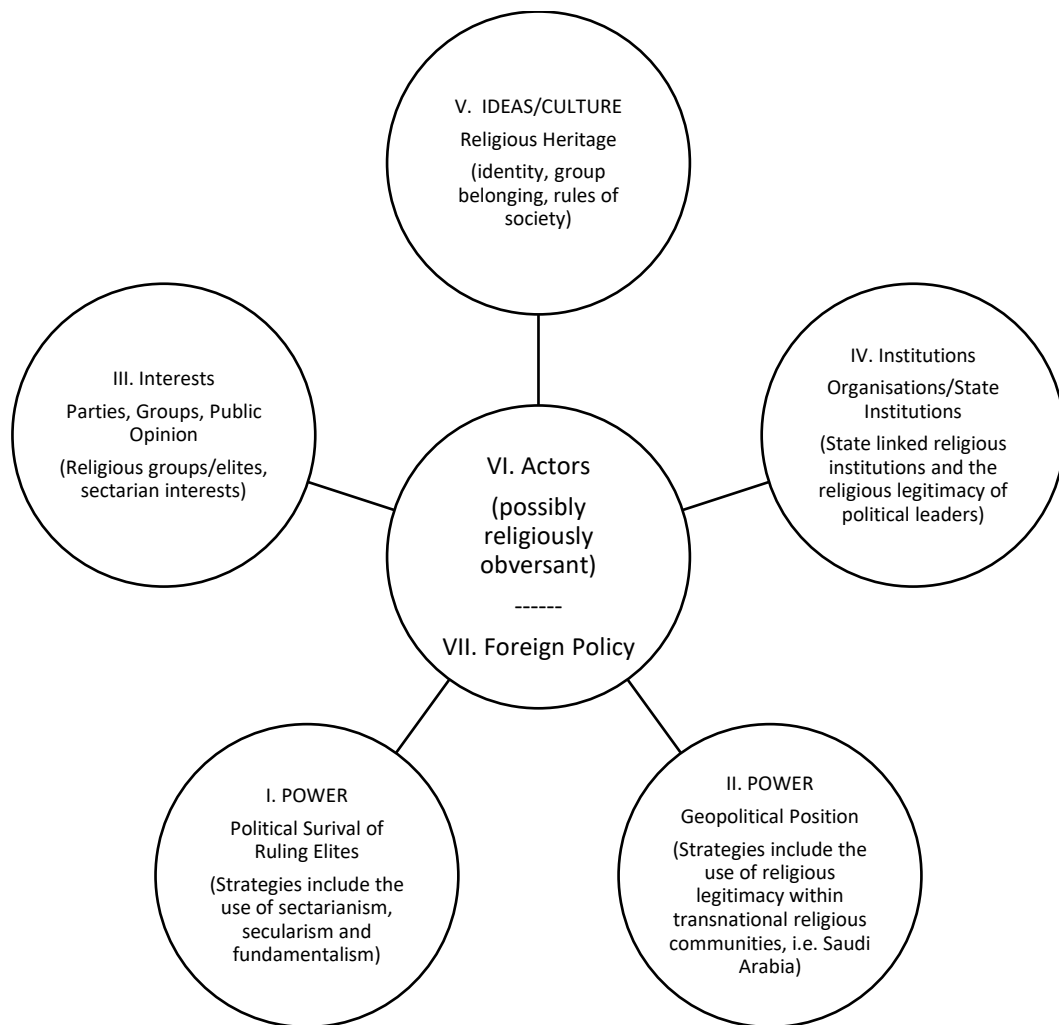 V. IDEAS/CULTURE
Religious Heritage
(identity, group
belonging, rules of
society)
III. Interests
Parties, Groups, Public
Opinion
(Religious groups/elites,
sectarian interests)
IV. Institutions
Organisations/State
Institutions
(State linked religious
institutions and the
religious legitimacy of
political leaders)
VI. Actors
(possibly
religiously
obversant)
------
VII. Foreign Policy
I. POWER
Political Surival of
Ruling Elites
(Strategies include the
use of sectarianism,
secularism and
fundamentalism)
II. POWER
Geopolitical Position
(Strategies include the
use of religious
legitimacy within
transnational religious
communities, i.e. Saudi
Arabia)